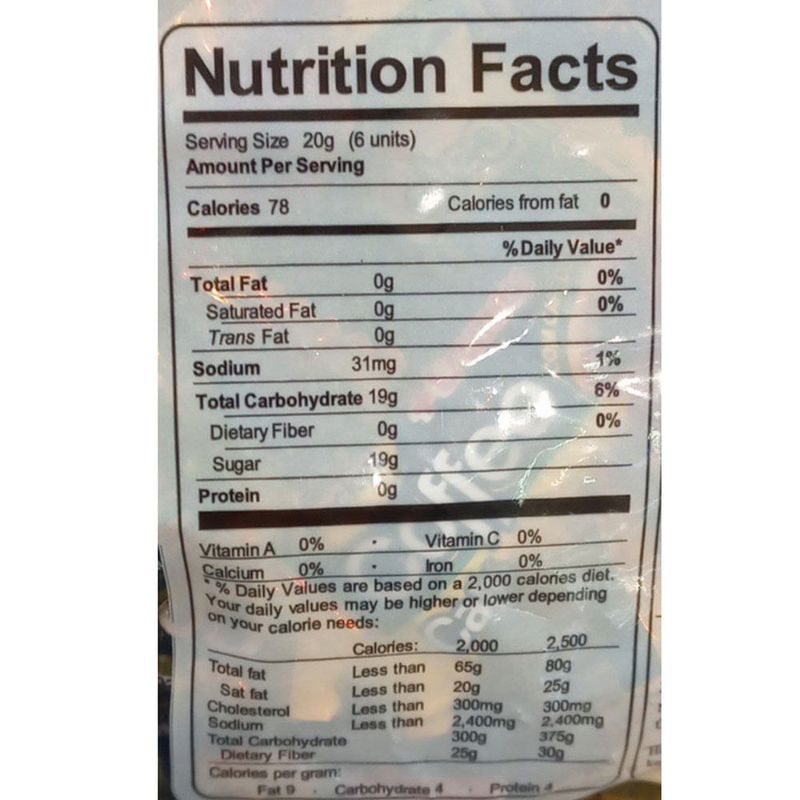 Nutrition Facts
Serving Size 20g (6 units)
Amount Per Serving
Calories 78 Calories from fat 0
% Daily Value*
Total Fat 0g 0%
Saturated Fat 0g 0%
Trans Fat 0g
Sodium 31mg 1%
Total Carbohydrate 19g 6%
Dietary Fiber 0g 0%
Sugar 19g
Protein 0g
Vitamin A 0% · Vitamin C 0%
Calcium 0% · Iron 0%
* % Daily Values are based on a 2,000 calories diet.
Your daily values may be higher or lower depending
on your calorie needs:
Calories: 2,000 2,500
Total fat Less than 65g 80g
Sat fat Less than 20g 25g
Cholesterol Less than 300mg 300mg
Sodium Less than 2,400mg 2,400mg
Total Carbohydrate 300g 375g
Dietary Fiber 25g 30g
Calories per gram:
Fat 9 · Carbohydrate 4 · Protein 4